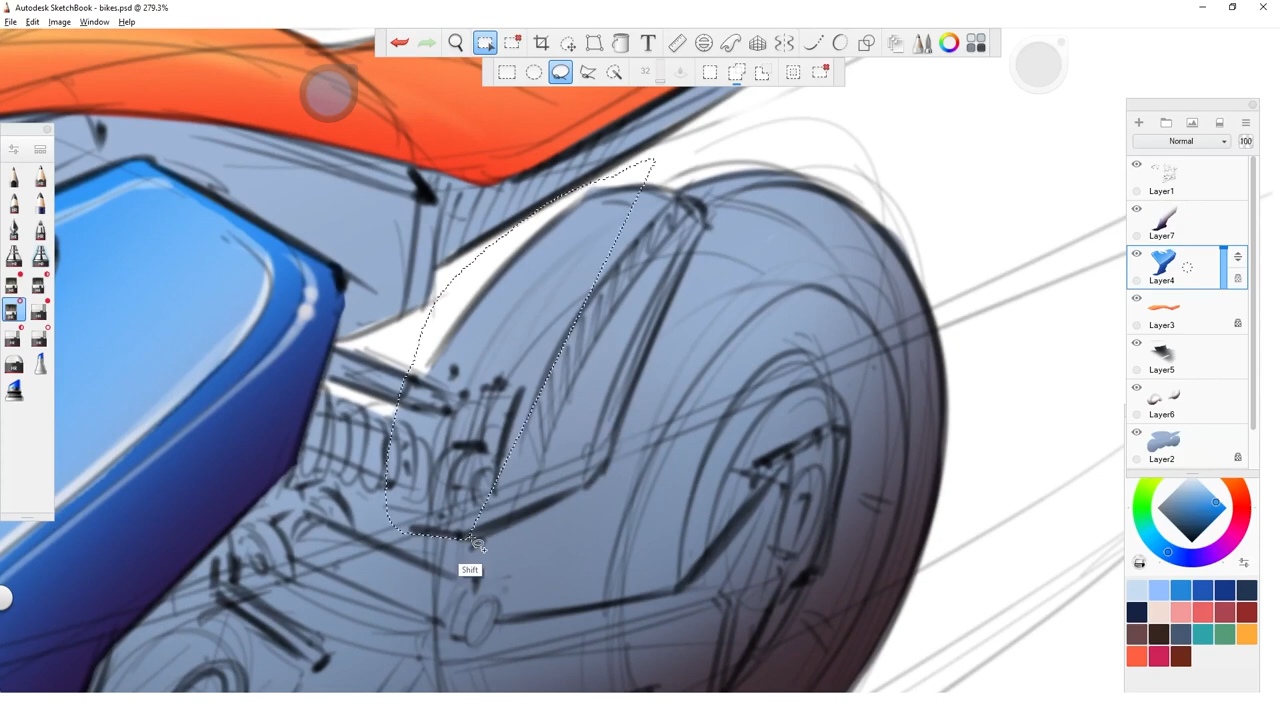 Autodesk SketchBook - bikes.psd @ 279.3%
File Edit Image Window Help
T
32
Normal
100
Layer1
Layer7
Layer4
Layer3
Layer5
Layer6
Layer2
Shift